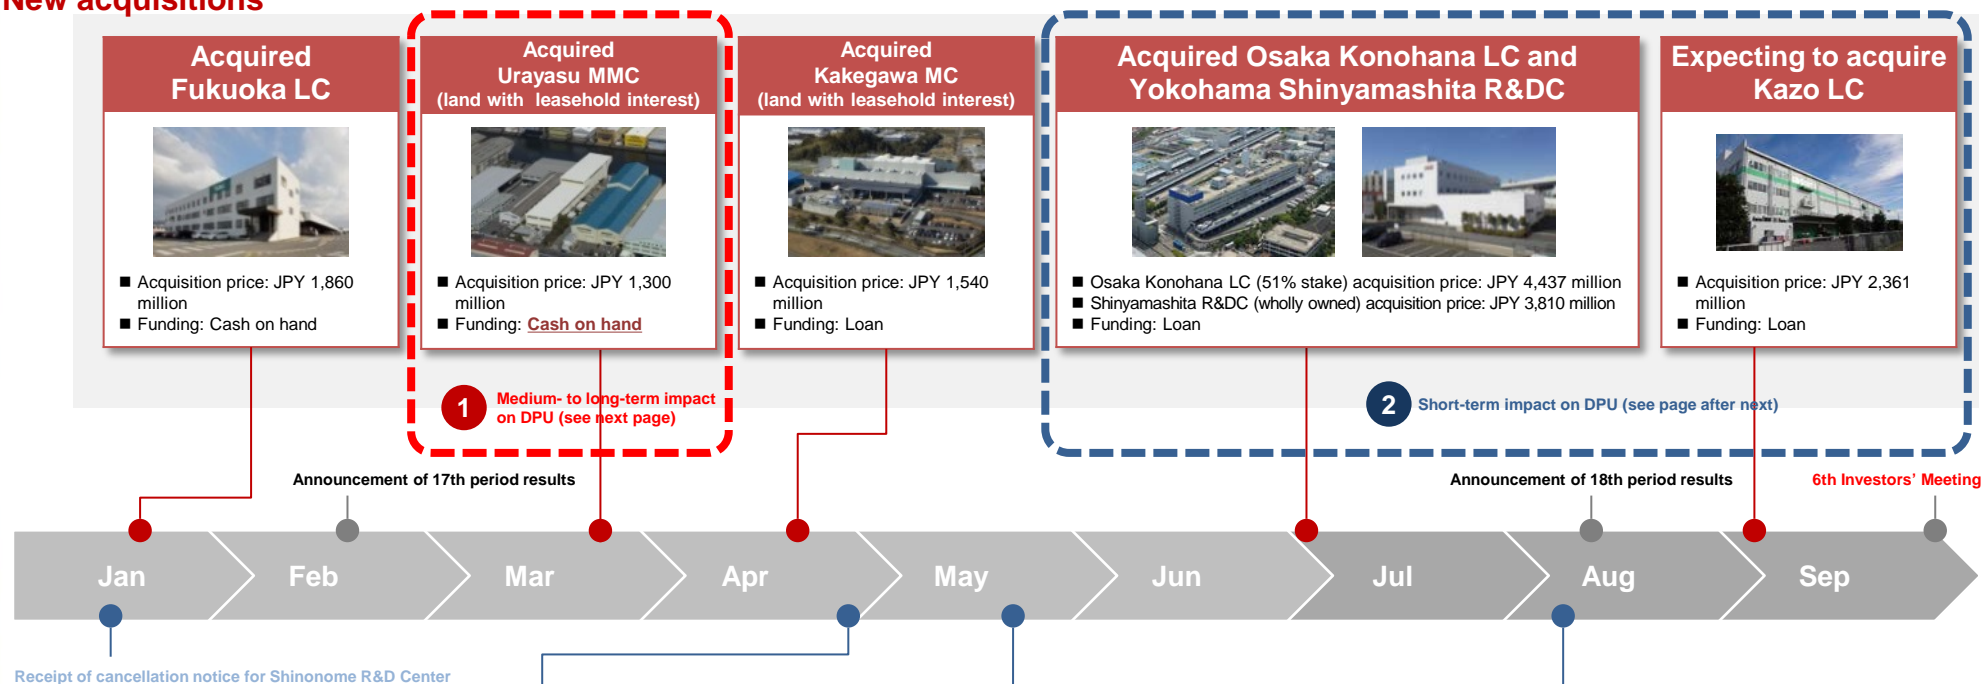 New acquisitions
Acquired
Fukuoka LC
■ Acquisition price: JPY 1,860
million
■ Funding: Cash on hand
Acquired
Urayasu MMC
(land with leasehold interest)
■ Acquisition price: JPY 1,300
million
■ Funding: Cash on hand
Acquired
Kakegawa MC
(land with leasehold interest)
■ Acquisition price: JPY 1,540
million
■ Funding: Loan
Acquired Osaka Konohana LC and
Yokohama Shinyamashita R&DC
■ Osaka Konohana LC (51% stake) acquisition price: JPY 4,437 million
■ Shinyamashita R&DC (wholly owned) acquisition price: JPY 3,810 million
■ Funding: Loan
Expecting to acquire
Kazo LC
■ Acquisition price: JPY 2,361
million
■ Funding: Loan
1
Medium- to long-term impact
on DPU (see next page)
2
Short-term impact on DPU (see page after next)
Announcement of 17th period results
Announcement of 18th period results
6th Investors' Meeting
Jan
Feb
Mar
Apr
May
Jun
Jul
Aug
Sep
Receipt of cancellation notice for Shinonome R&D Center